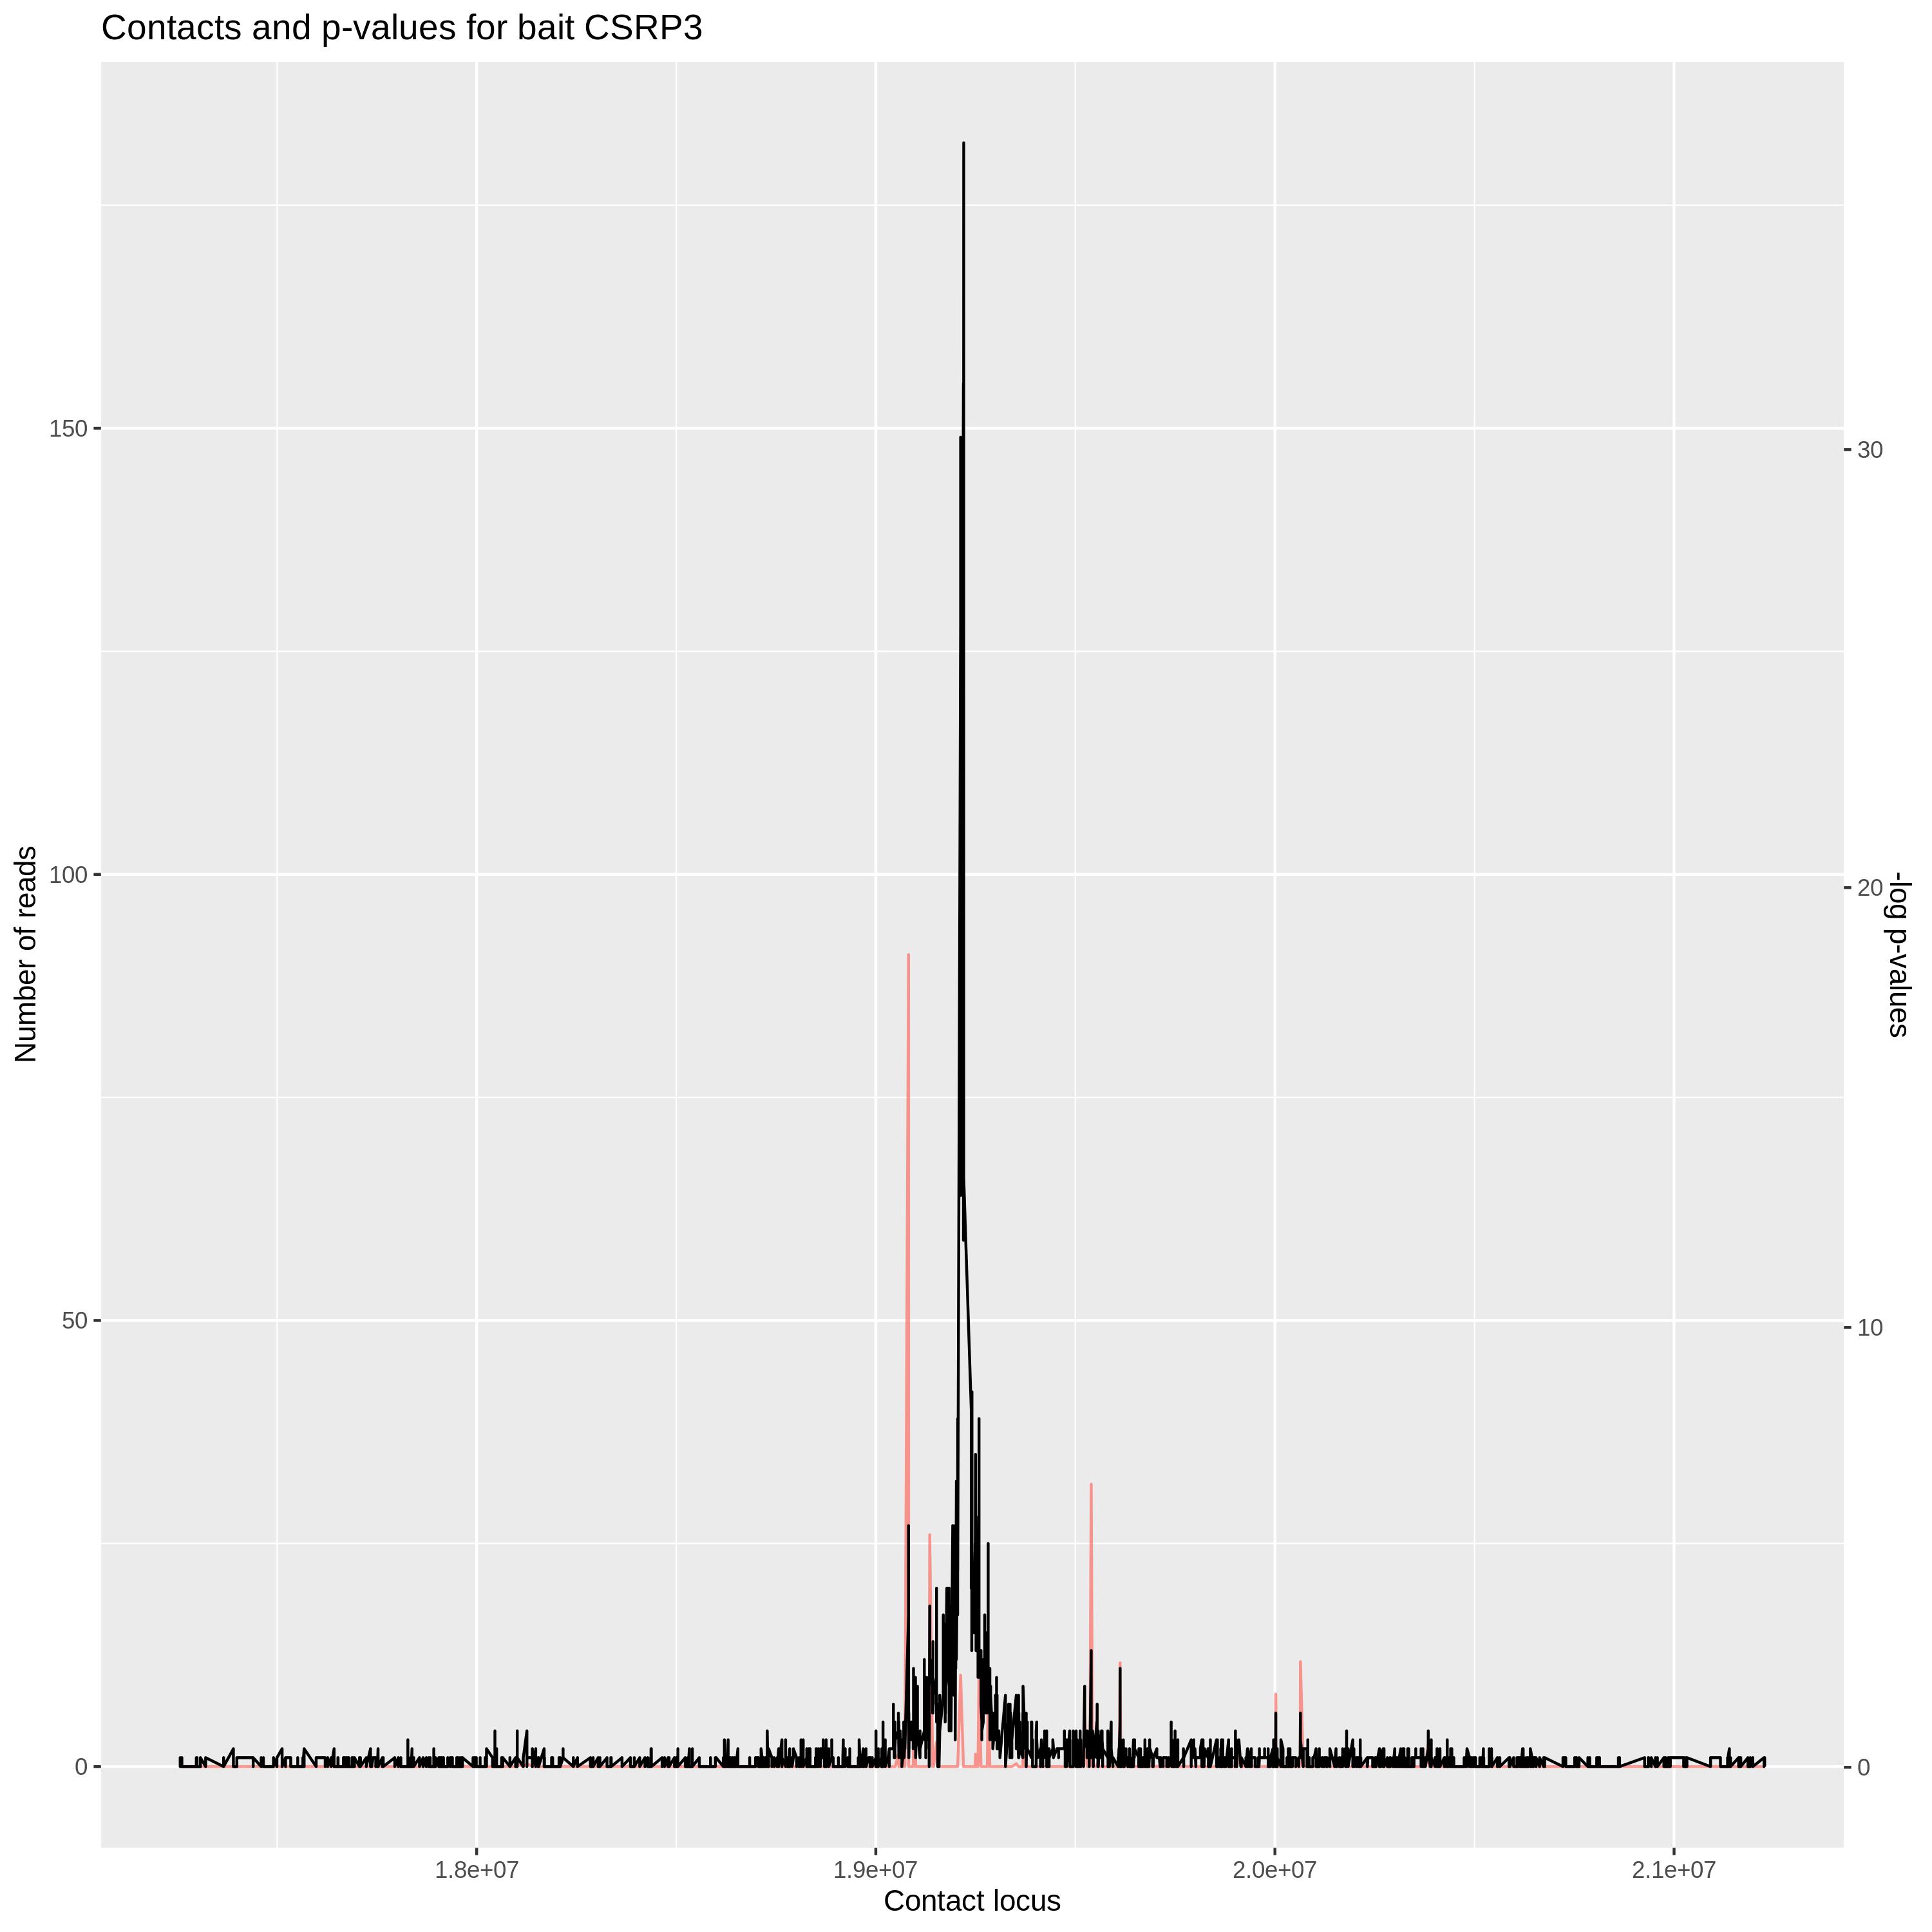 Contacts and p-values for bait CSRP3
Number of reads
150
100
50
0
30
20
10
0
-log p-values
1.8e+07 1.9e+07 2.0e+07 2.1e+07
Contact locus